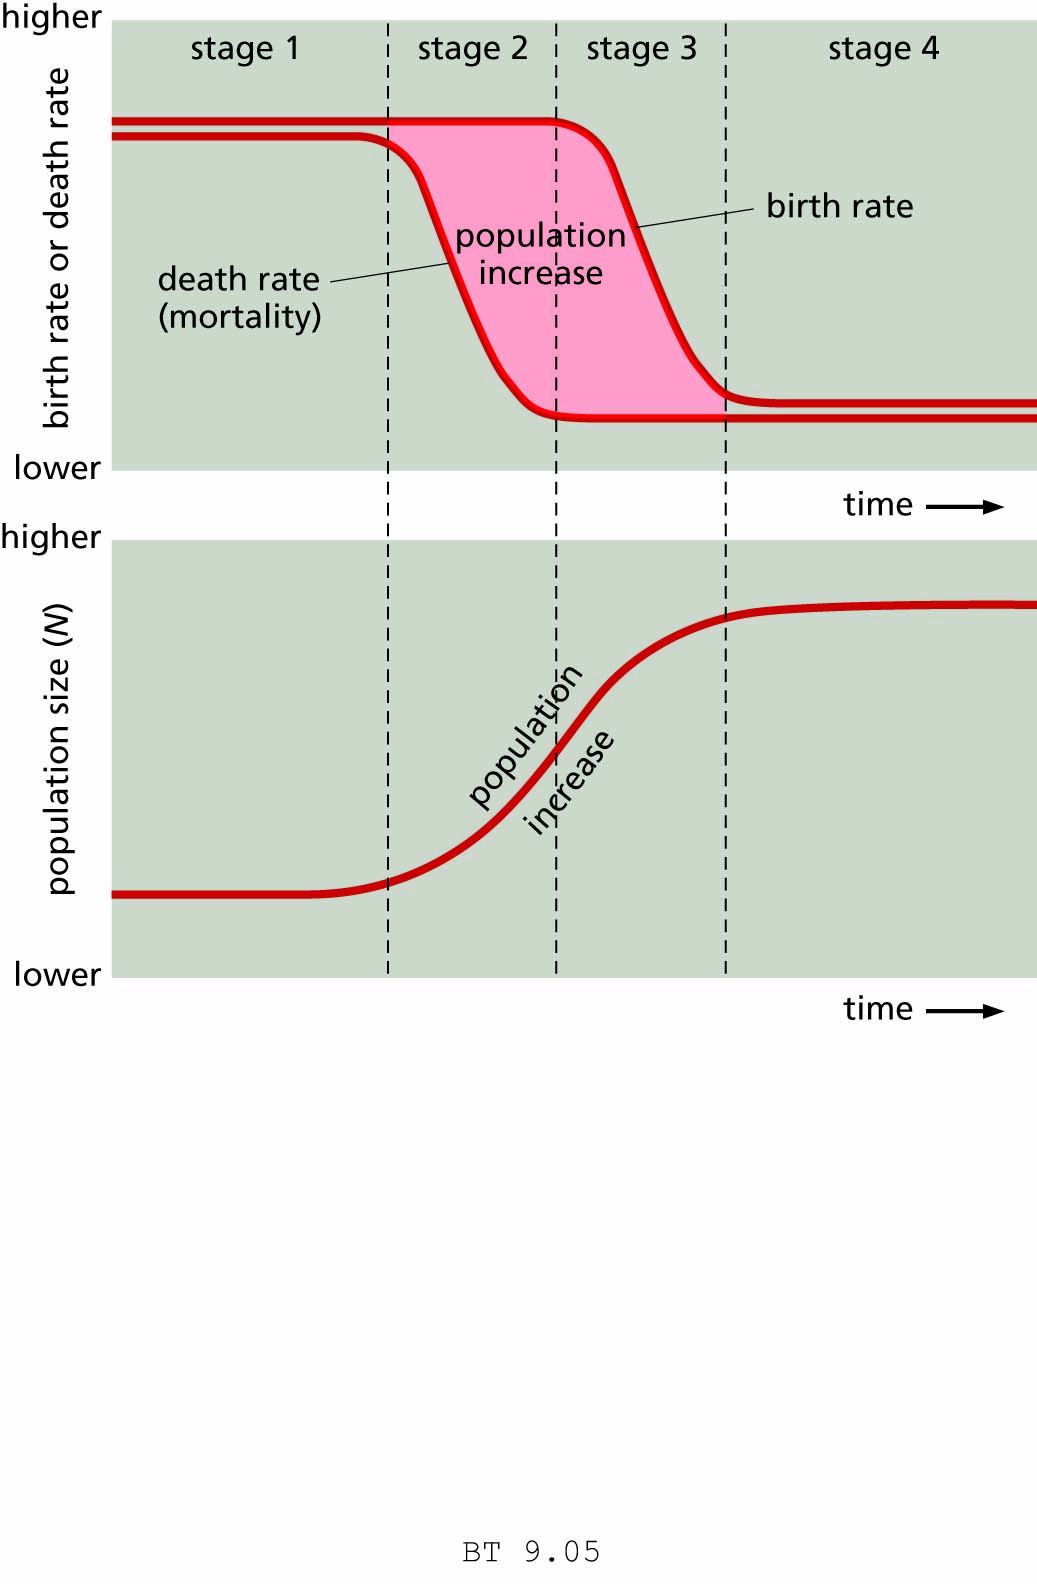 higher
stage 1
stage 2
stage 3
stage 4
birth rate or death rate
birth rate
population
increase
death rate
(mortality)
lower
time
higher
population size (N)
population
increase
lower
time
BT 9.05